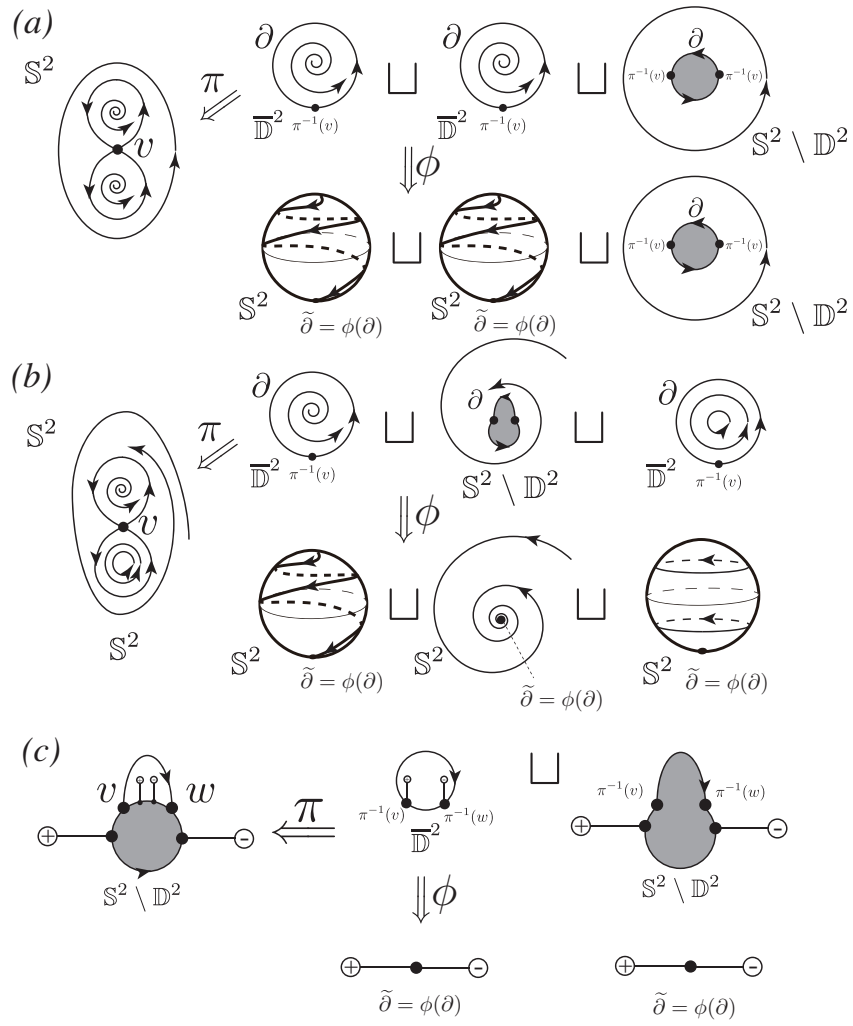 (a)
𝕊² π ∂ ⊔ ∂ ⊔ ∂
v 𝔻̅² π⁻¹(v) 𝔻̅² π⁻¹(v) π⁻¹(v) π⁻¹(v) 𝕊² \ 𝔻²
ϕ
⊔ ⊔ ∂
π⁻¹(v) π⁻¹(v)
𝕊² ∂̃ = ϕ(∂) 𝕊² ∂̃ = ϕ(∂) 𝕊² \ 𝔻²
(b)
𝕊² π ∂ ⊔ ∂ ⊔ ∂
v 𝔻̅² π⁻¹(v) 𝕊² \ 𝔻² 𝔻̅² π⁻¹(v)
ϕ
⊔ ⊔
𝕊² 𝕊² ∂̃ = ϕ(∂) 𝕊² ∂̃ = ϕ(∂) 𝕊² ∂̃ = ϕ(∂)
(c)
v w π ⊔ π⁻¹(v) π⁻¹(w)
π⁻¹(v) π⁻¹(w)
+ - 𝔻̅² + -
𝕊² \ 𝔻² 𝕊² \ 𝔻²
ϕ
+ - + -
∂̃ = ϕ(∂) ∂̃ = ϕ(∂)